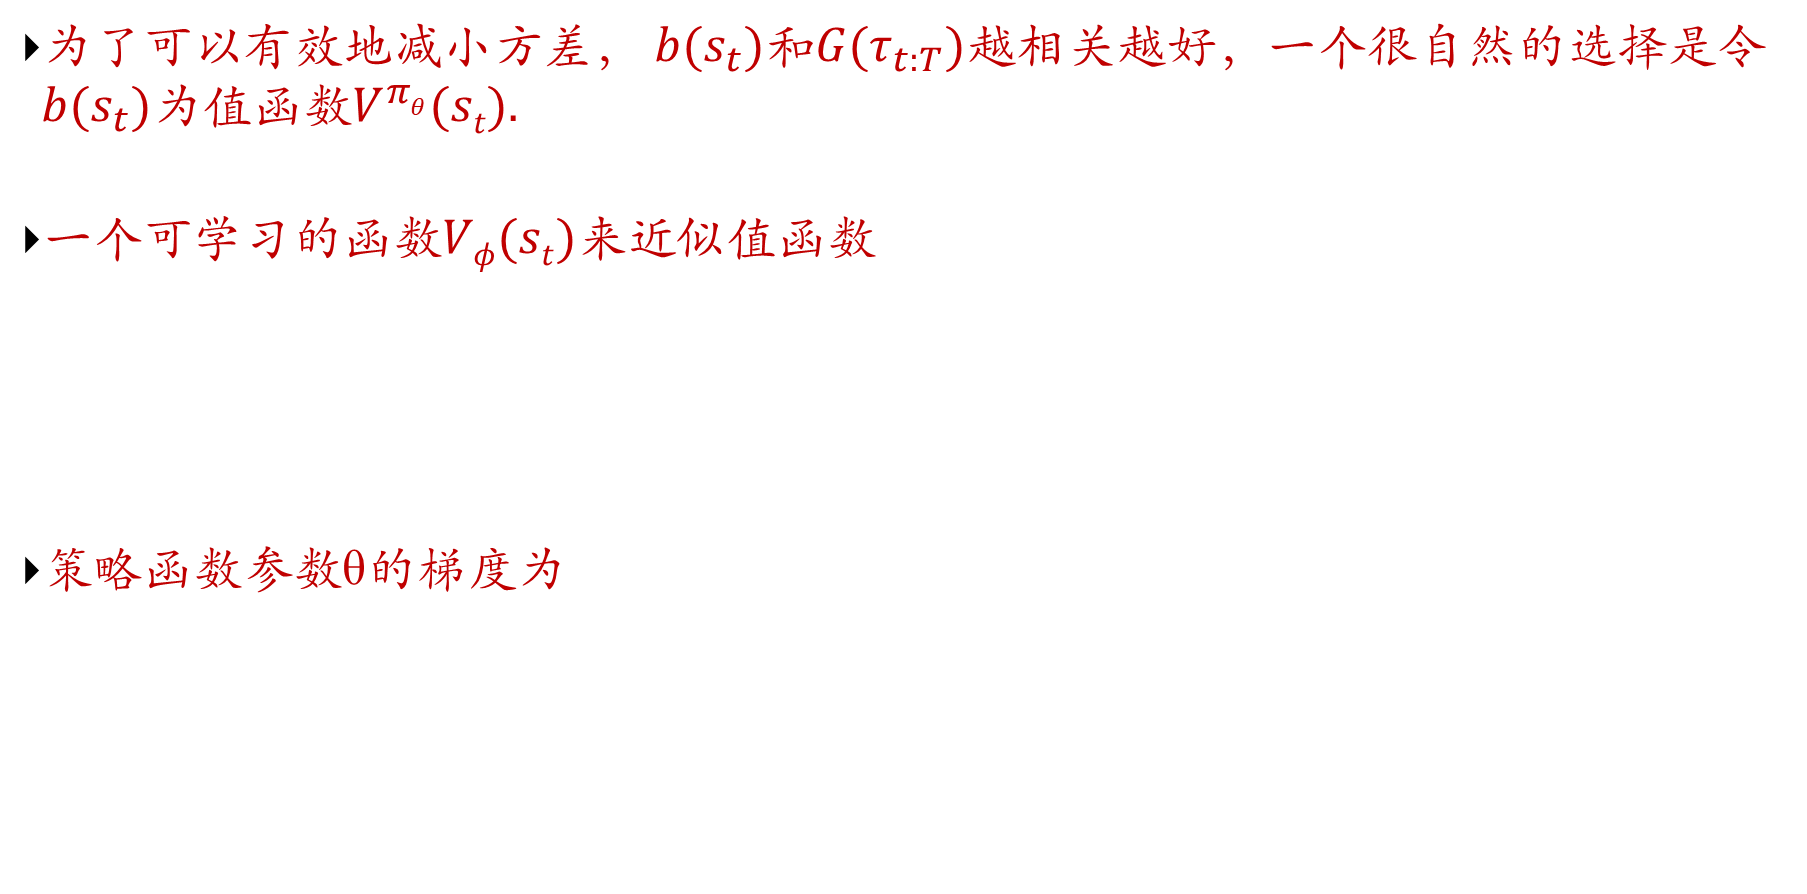 为了可以有效地减小方差， b(s_t)和G(τ_{t:T})越相关越好，一个很自然的选择是令
b(s_t)为值函数V^{π_θ}(s_t).
一个可学习的函数V_ϕ(s_t)来近似值函数
策略函数参数θ的梯度为